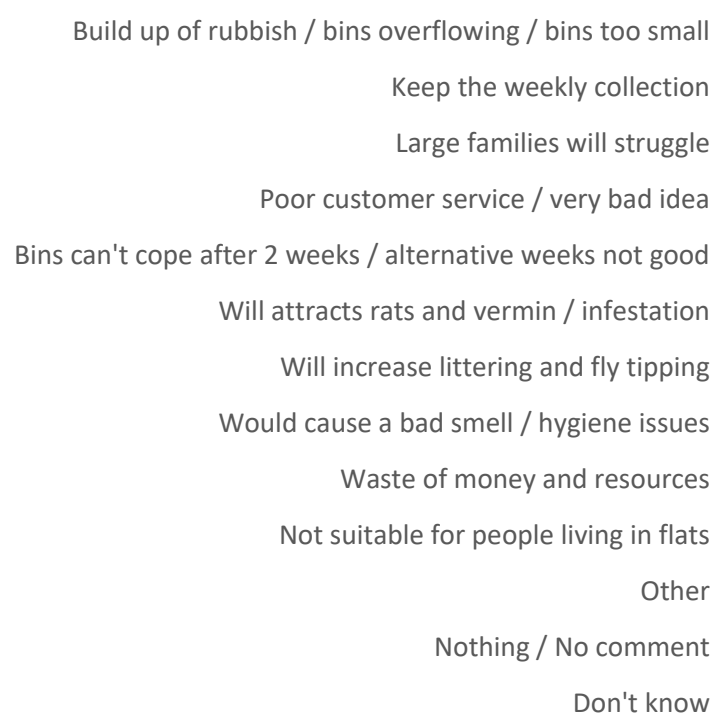 Build up of rubbish / bins overflowing / bins too small
Keep the weekly collection
Large families will struggle
Poor customer service / very bad idea
Bins can't cope after 2 weeks / alternative weeks not good
Will attracts rats and vermin / infestation
Will increase littering and fly tipping
Would cause a bad smell / hygiene issues
Waste of money and resources
Not suitable for people living in flats
Other
Nothing / No comment
Don't know